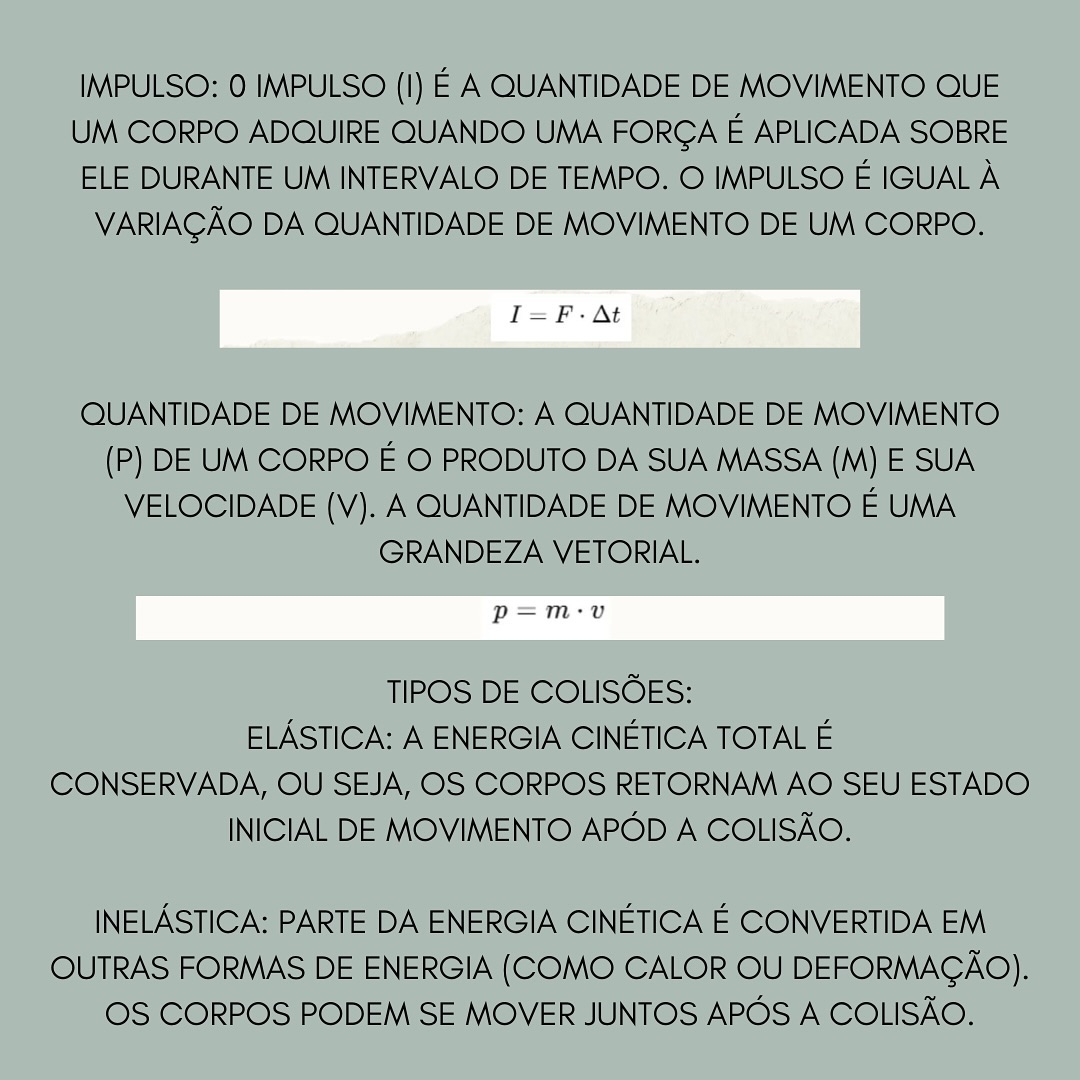 IMPULSO: 0 IMPULSO (I) É A QUANTIDADE DE MOVIMENTO QUE
UM CORPO ADQUIRE QUANDO UMA FORÇA É APLICADA SOBRE
ELE DURANTE UM INTERVALO DE TEMPO. O IMPULSO É IGUAL À
VARIAÇÃO DA QUANTIDADE DE MOVIMENTO DE UM CORPO.
I = F · Δt
QUANTIDADE DE MOVIMENTO: A QUANTIDADE DE MOVIMENTO
(P) DE UM CORPO É O PRODUTO DA SUA MASSA (M) E SUA
VELOCIDADE (V). A QUANTIDADE DE MOVIMENTO É UMA
GRANDEZA VETORIAL.
p = m · v
TIPOS DE COLISÕES:
ELÁSTICA: A ENERGIA CINÉTICA TOTAL É
CONSERVADA, OU SEJA, OS CORPOS RETORNAM AO SEU ESTADO
INICIAL DE MOVIMENTO APÓD A COLISÃO.
INELÁSTICA: PARTE DA ENERGIA CINÉTICA É CONVERTIDA EM
OUTRAS FORMAS DE ENERGIA (COMO CALOR OU DEFORMAÇÃO).
OS CORPOS PODEM SE MOVER JUNTOS APÓS A COLISÃO.